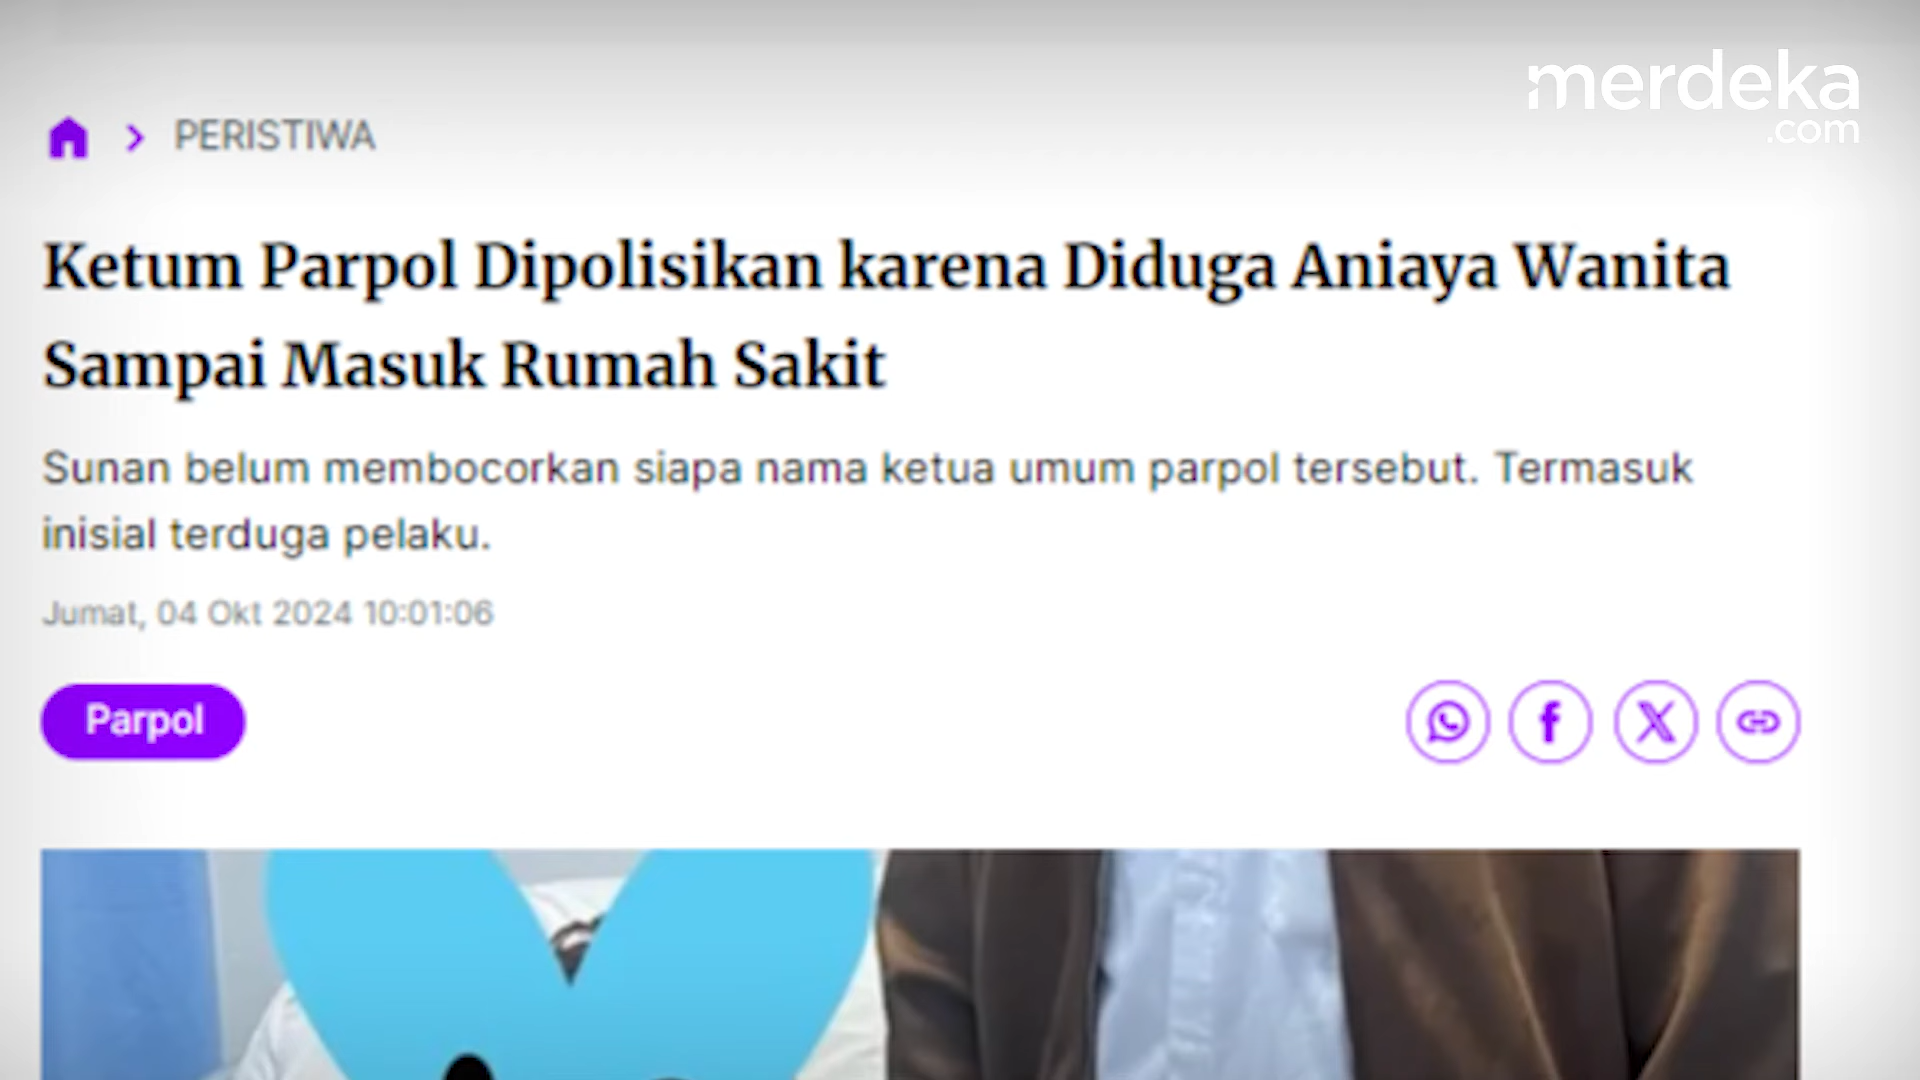 merdeka
.com
PERISTIWA
Ketum Parpol Dipolisikan karena Diduga Aniaya Wanita
Sampai Masuk Rumah Sakit
Sunan belum membocorkan siapa nama ketua umum parpol tersebut. Termasuk
inisial terduga pelaku.
Jumat, 04 Okt 2024 10:01:06
Parpol